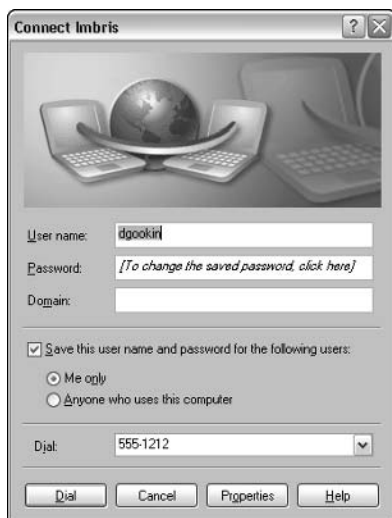 Connect Imbris
User name: dgookin
Password: [To change the saved password, click here]
Domain:
Save this user name and password for the following users:
Me only
Anyone who uses this computer
Dial: 555-1212
Dial Cancel Properties Help